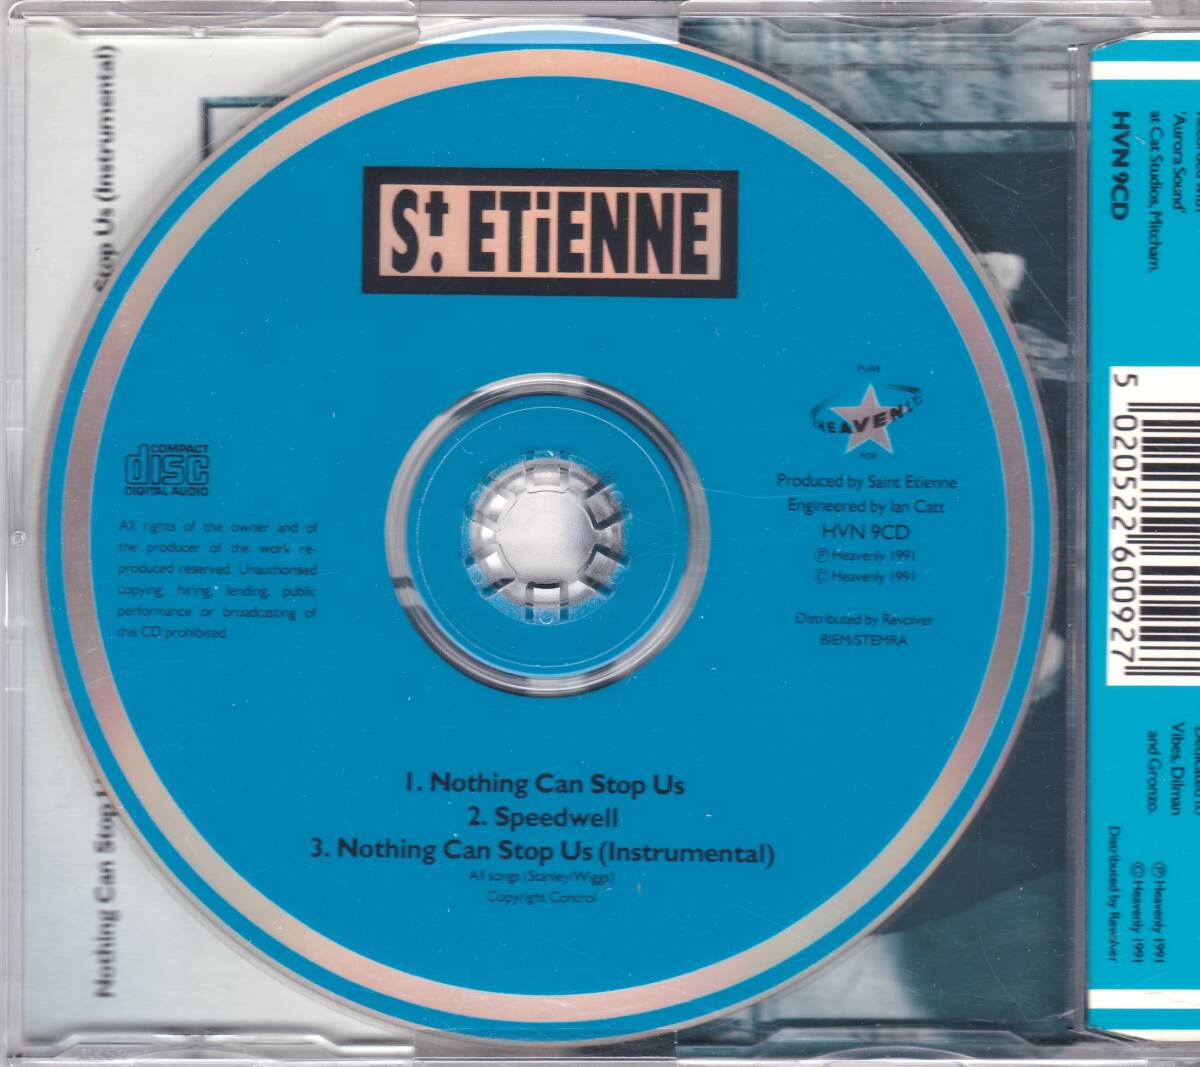 St. ETiENNE
PURE
HEAVENLY
POP
Produced by Saint Etienne
Engineered by Ian Catt
HVN 9CD
Ⓟ Heavenly 1991
© Heavenly 1991
Distributed by Revolver
BIEM/STEMRA
COMPACT
disc
DIGITAL AUDIO
All rights of the owner and of
the producer of the work re-
produced reserved. Unauthorised
copying, hiring, lending, public
performance or broadcasting of
this CD prohibited.
1. Nothing Can Stop Us
2. Speedwell
3. Nothing Can Stop Us (Instrumental)
All songs (Stanley/Wiggs)
Copyright Control
Stop Us (Instrumental)
Nothing Can Stop
'Aurora Sound'
at Cat Studios, Mitcham.
HVN 9CD
5 020522 600927
Dedicated to
Vibes, Dilman
and Gronzo.
Ⓟ Heavenly 1991
© Heavenly 1991
Distributed by Revolver